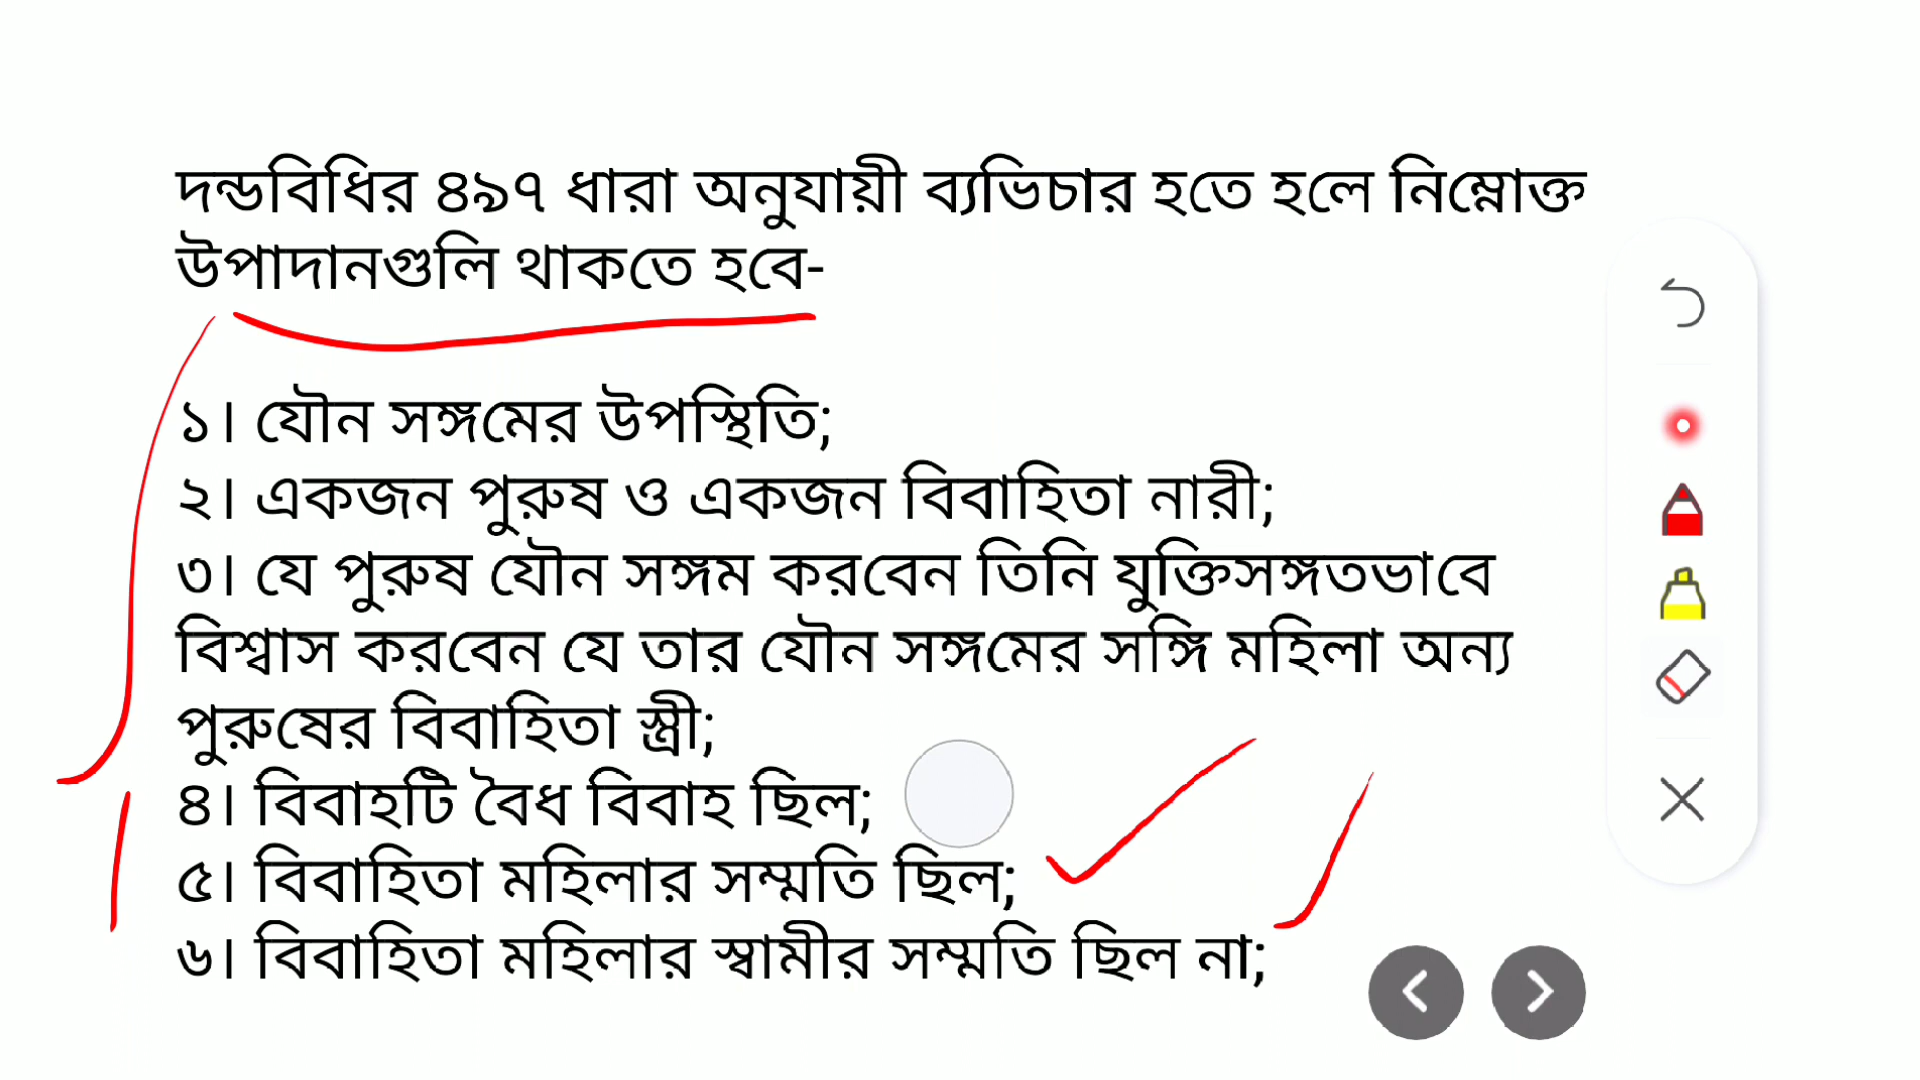 দন্ডবিধির ৪৯৭ ধারা অনুযায়ী ব্যভিচার হতে হলে নিম্নোক্ত
উপাদানগুলি থাকতে হবে-
১। যৌন সঙ্গমের উপস্থিতি;
২। একজন পুরুষ ও একজন বিবাহিতা নারী;
৩। যে পুরুষ যৌন সঙ্গম করবেন তিনি যুক্তিসঙ্গতভাবে
বিশ্বাস করবেন যে তার যৌন সঙ্গমের সঙ্গি মহিলা অন্য
পুরুষের বিবাহিতা স্ত্রী;
৪। বিবাহটি বৈধ বিবাহ ছিল;
৫। বিবাহিতা মহিলার সম্মতি ছিল;
৬। বিবাহিতা মহিলার স্বামীর সম্মতি ছিল না;